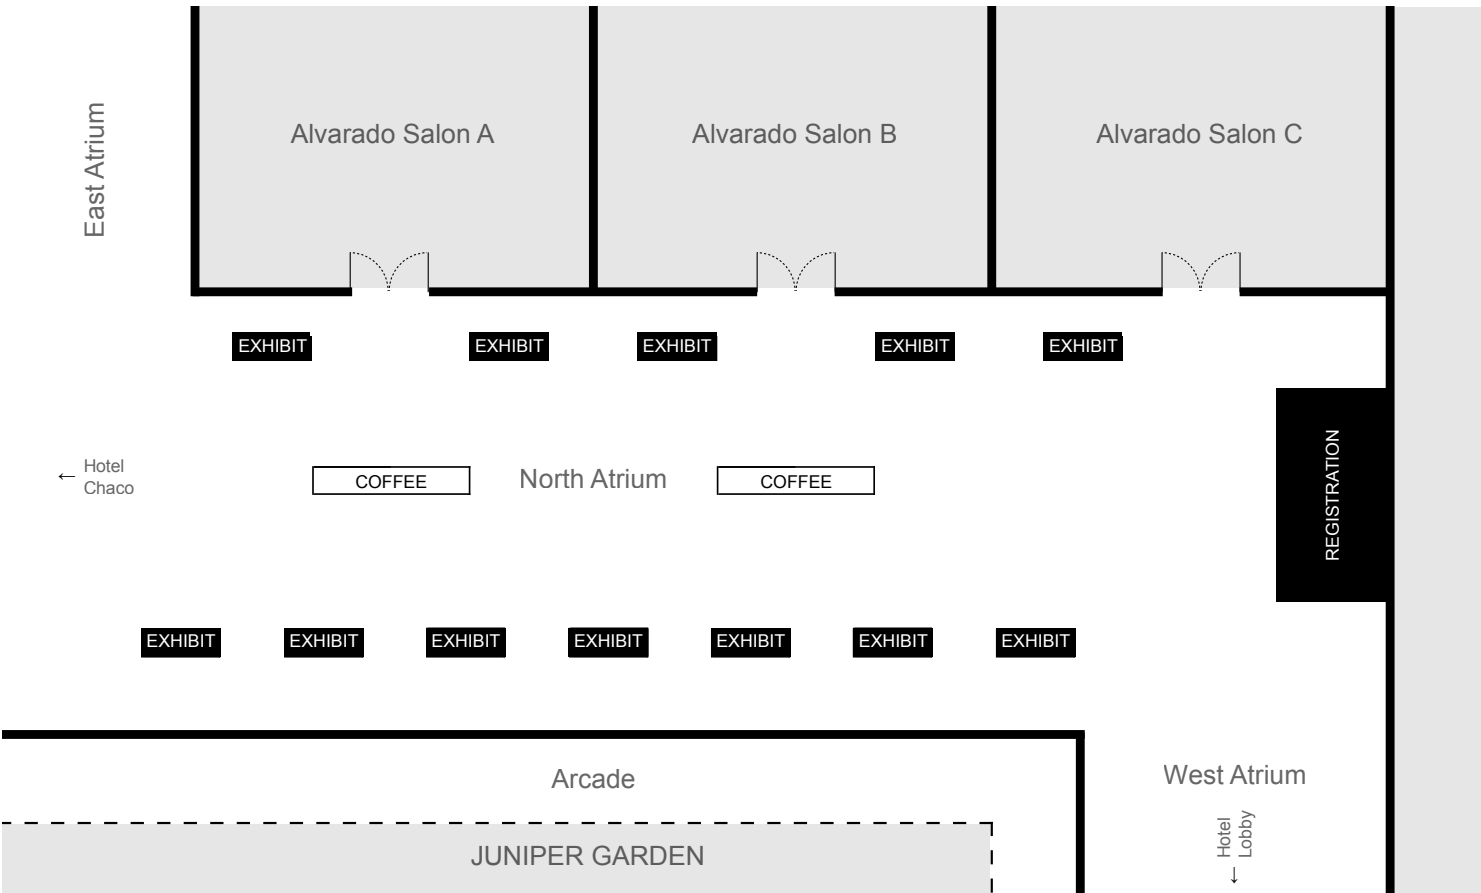 East Atrium
Alvarado Salon A
Alvarado Salon B
Alvarado Salon C
EXHIBIT
EXHIBIT
EXHIBIT
EXHIBIT
EXHIBIT
← Hotel
Chaco
COFFEE
North Atrium
COFFEE
REGISTRATION
EXHIBIT
EXHIBIT
EXHIBIT
EXHIBIT
EXHIBIT
EXHIBIT
EXHIBIT
Arcade
West Atrium
JUNIPER GARDEN
← Hotel
Lobby